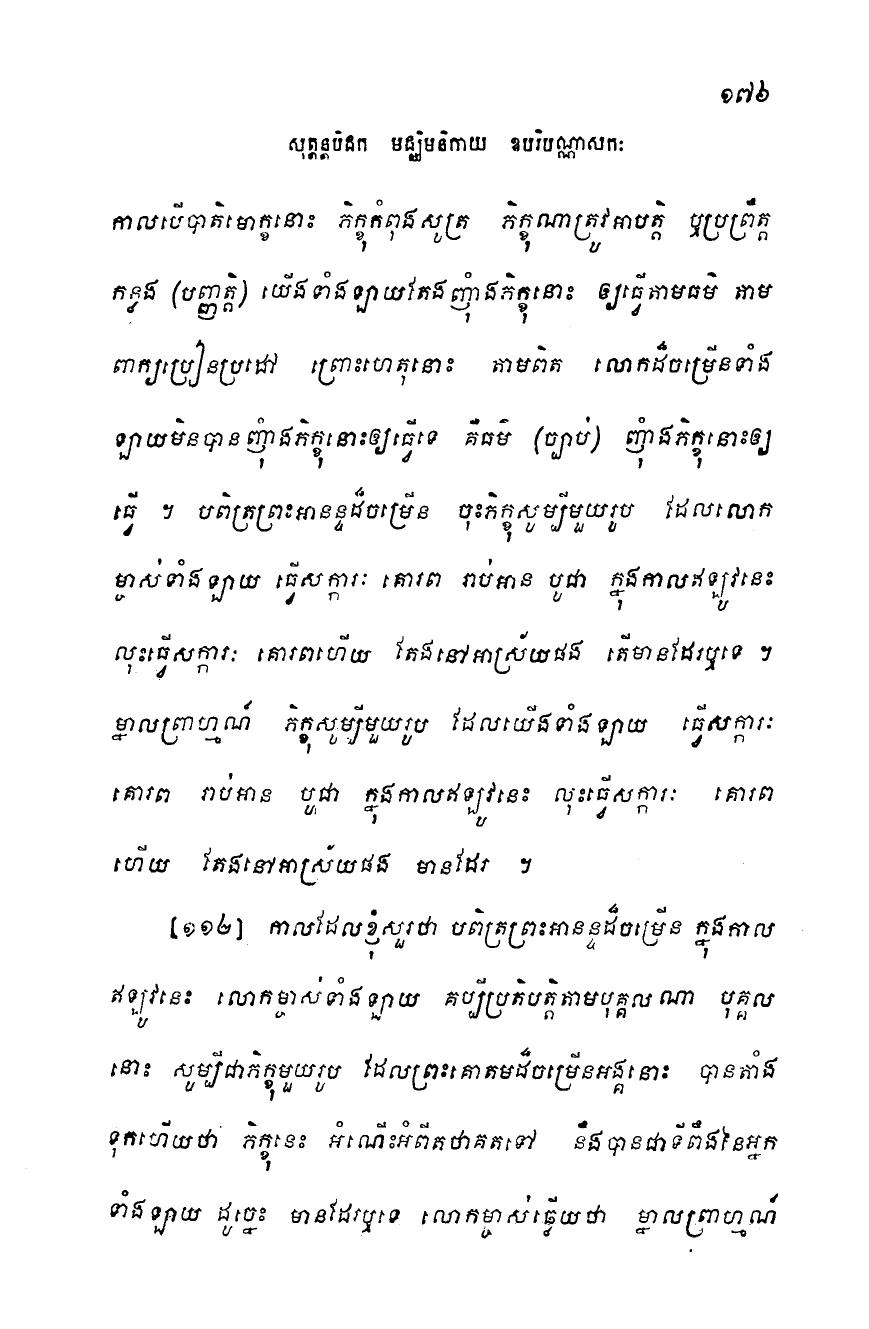 ១៧៦
សុត្តន្តបិដក មជ្ឈិមនិកាយ ឧបរិបណ្ណាសកៈ
កាលបើបាតិមោក្ខនោះ ភិក្ខុកំពុងសូត្រ ភិក្ខុណាត្រូវអាបត្តិ ឬប្រព្រឹត្ត
កន្លង (បញ្ញត្តិ) យើងទាំងឡាយតែងញុំាងភិក្ខុនោះ ឲ្យធ្វើតាមធម៌ តាម
ពាក្យប្រៀនប្រដៅ ព្រោះហេតុនោះ តាមពិត លោកដ៏ចម្រើនទាំង
ឡាយមិនបានញុំាងភិក្ខុនោះឲ្យធ្វើទេ គឺធម៌ (ច្បាប់) ញុំាងភិក្ខុនោះឲ្យ
ធ្វើ ។ បពិត្រព្រះអានន្ទដ៏ចម្រើន ចុះភិក្ខុសូម្បីមួយរូប ដែលលោក
ម្ចាស់ទាំងឡាយ ធ្វើសក្ការៈ គោរព រាប់អាន បូជា ក្នុងកាលឥឡូវនេះ
លុះធ្វើសក្ការៈ គោរពហើយ តែងនៅអាស្រ័យផង តើមានដែរឬទេ ។
ម្នាលព្រាហ្មណ៍ ភិក្ខុសូម្បីមួយរូប ដែលយើងទាំងឡាយ ធ្វើសក្ការៈ
គោរព រាប់អាន បូជា ក្នុងកាលឥឡូវនេះ លុះធ្វើសក្ការៈ គោរព
ហើយ តែងនៅអាស្រ័យផង មានដែរ ។
[១១២] កាលដែលខ្ញុំសួរថា បពិត្រព្រះអានន្ទដ៏ចម្រើន ក្នុងកាល
ឥឡូវនេះ លោកម្ចាស់ទាំងឡាយ គប្បីប្រតិបត្តិតាមបុគ្គលណា បុគ្គល
នោះ សូម្បីជាភិក្ខុមួយរូប ដែលព្រះគោតមដ៏ចម្រើនអង្គនោះ បានតាំង
ទុកហើយថា ភិក្ខុនេះ អំណើះអំពីតថាគតទៅ នឹងបានជាទីពឹងនៃអ្នក
ទាំងឡាយ ដូច្នេះ មានដែរឬទេ លោកម្ចាស់ធ្វើយថា ម្នាលព្រាហ្មណ៍